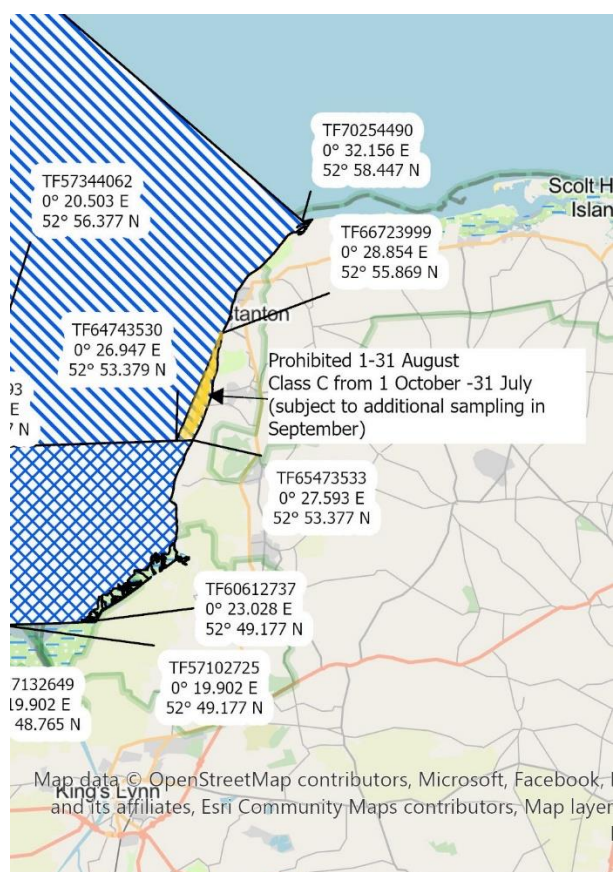 TF70254490
0° 32.156 E
52° 58.447 N
TF57344062
0° 20.503 E
52° 56.377 N
Scolt H
Islan
TF66723999
0° 28.854 E
52° 55.869 N
stanton
TF64743530
0° 26.947 E
52° 53.379 N
Prohibited 1-31 August
Class C from 1 October -31 July
(subject to additional sampling in
September)
93
E
7 N
TF65473533
0° 27.593 E
52° 53.377 N
TF60612737
0° 23.028 E
52° 49.177 N
TF57102725
0° 19.902 E
52° 49.177 N
7132649
19.902 E
48.765 N
King's Lynn
Map data © OpenStreetMap contributors, Microsoft, Facebook,
and its affiliates, Esri Community Maps contributors, Map layer